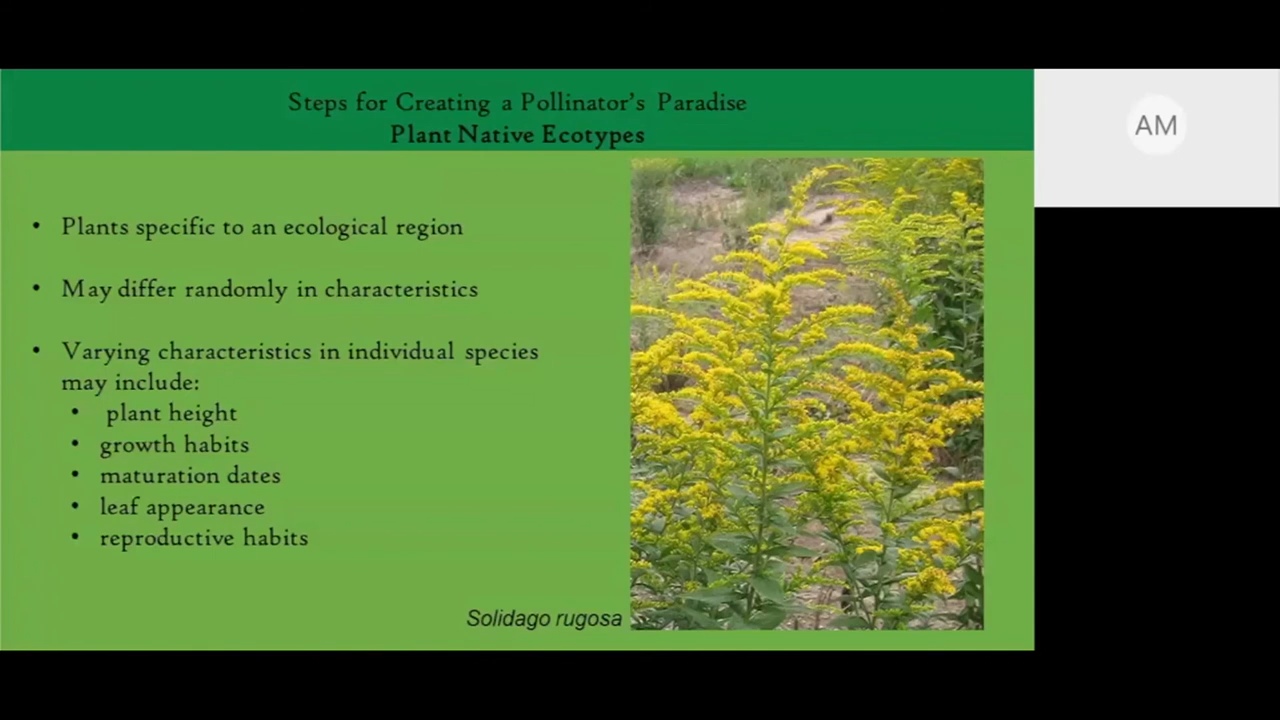 Steps for Creating a Pollinator's Paradise
Plant Native Ecotypes
AM
• Plants specific to an ecological region
• May differ randomly in characteristics
• Varying characteristics in individual species
may include:
• plant height
• growth habits
• maturation dates
• leaf appearance
• reproductive habits
Solidago rugosa